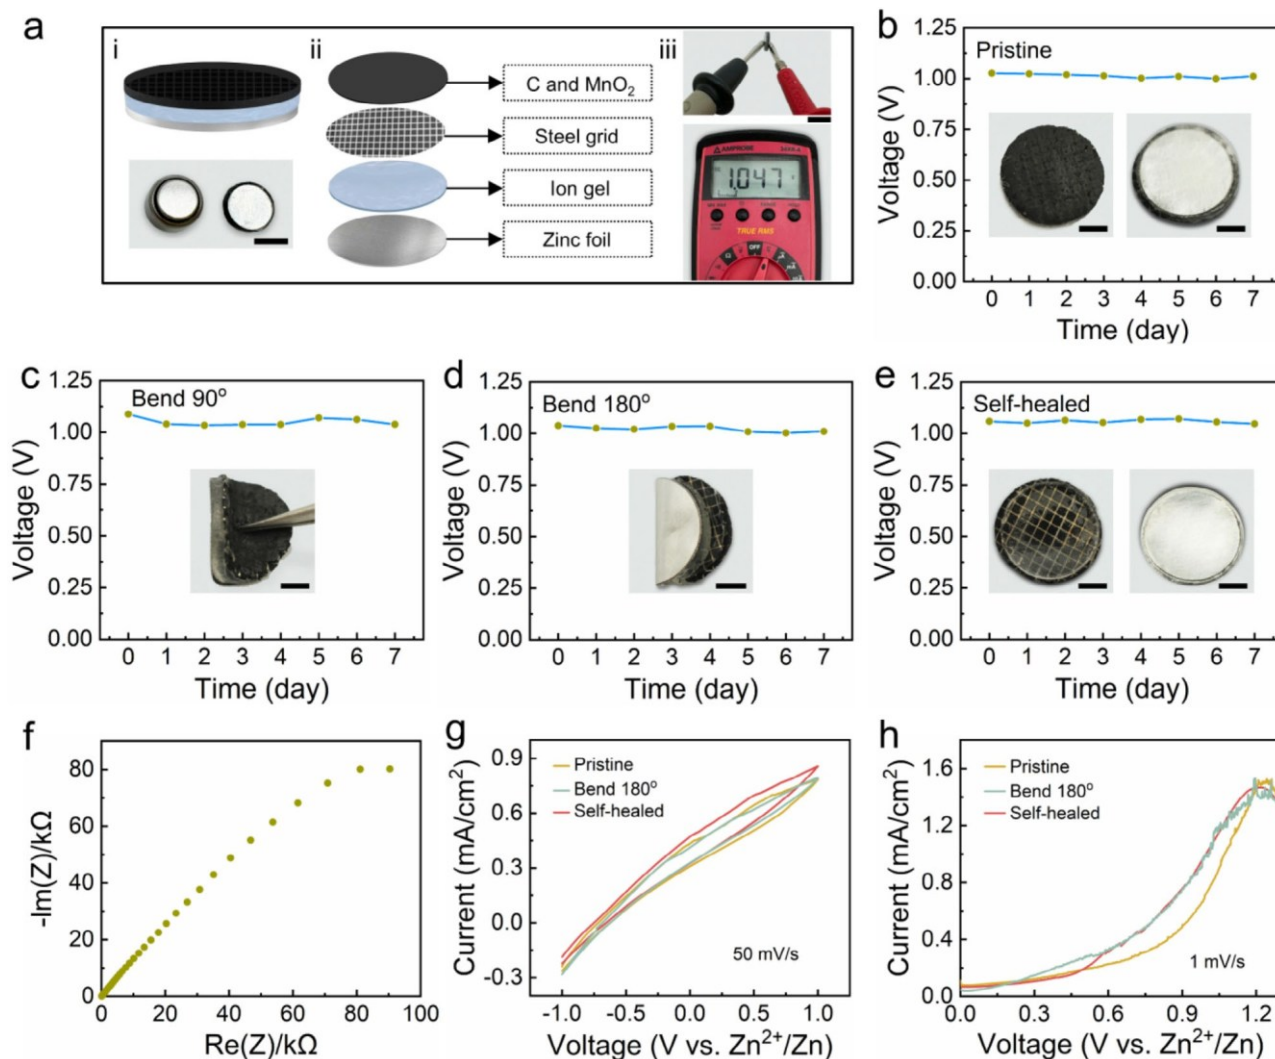 a
i
ii
iii
C and MnO2
Steel grid
Ion gel
Zinc foil
AMPROBE
1.047
TRUE RMS
OFF
b
Pristine
Voltage (V)
1.25
1.00
0.75
0.50
0.25
0.00
0 1 2 3 4 5 6 7
Time (day)
c
Bend 90°
Voltage (V)
1.25
1.00
0.75
0.50
0.25
0.00
0 1 2 3 4 5 6 7
Time (day)
d
Bend 180°
Voltage (V)
1.25
1.00
0.75
0.50
0.25
0.00
0 1 2 3 4 5 6 7
Time (day)
e
Self-healed
Voltage (V)
1.25
1.00
0.75
0.50
0.25
0.00
0 1 2 3 4 5 6 7
Time (day)
f
-Im(Z)/kΩ
80
60
40
20
0
0 20 40 60 80 100
Re(Z)/kΩ
g
Pristine
Bend 180°
Self-healed
Current (mA/cm²)
0.9
0.6
0.3
0.0
-0.3
50 mV/s
-1.0 -0.5 0.0 0.5 1.0
Voltage (V vs. Zn²⁺/Zn)
h
Pristine
Bend 180°
Self-healed
Current (mA/cm²)
1.6
1.2
0.8
0.4
0.0
1 mV/s
0.0 0.3 0.6 0.9 1.2
Voltage (V vs. Zn²⁺/Zn)